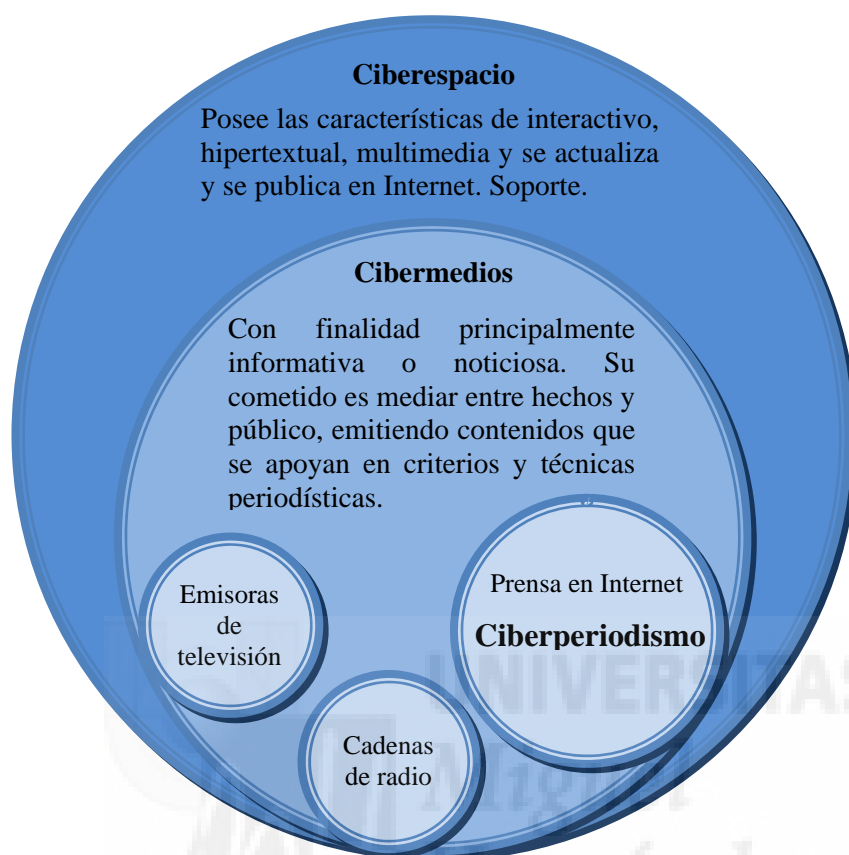 Ciberespacio
Posee las características de interactivo,
hipertextual, multimedia y se actualiza
y se publica en Internet. Soporte.
Cibermedios
Con finalidad principalmente
informativa o noticiosa. Su
cometido es mediar entre hechos y
público, emitiendo contenidos que
se apoyan en criterios y técnicas
periodísticas.
Emisoras
de
televisión
Prensa en Internet
Ciberperiodismo
Cadenas
de radio
UNIVERSITAS
Miguel